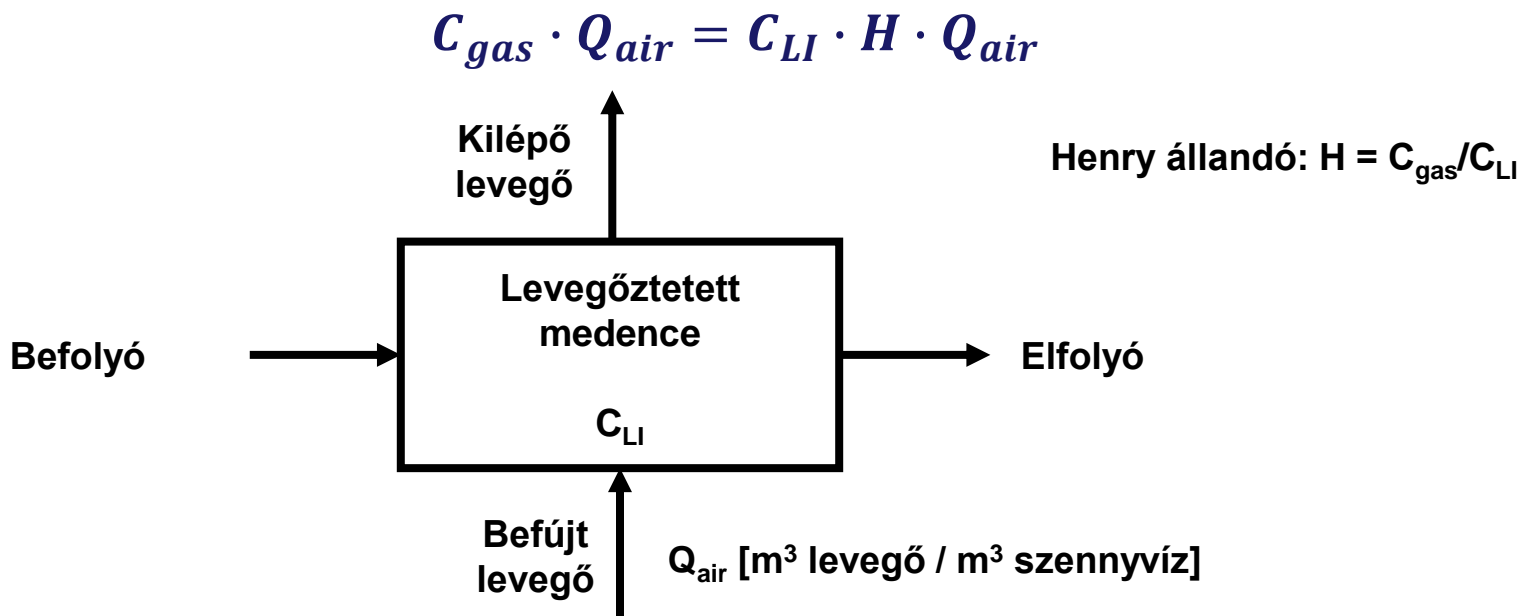 C_gas · Q_air = C_LI · H · Q_air
Kilépő
levegő
Henry állandó: H = C_gas/C_LI
Levegőztetett
medence
Befolyó
Elfolyó
C_LI
Befújt
levegő
Q_air [m³ levegő / m³ szennyvíz]